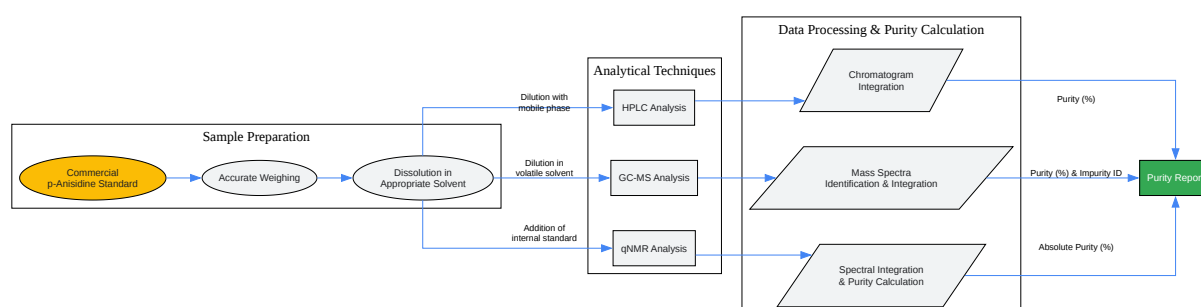 Data Processing & Purity Calculation
Analytical Techniques
Sample Preparation
Commercial
p-Anisidine Standard
Accurate Weighing
Dissolution in
Appropriate Solvent
Dilution with
mobile phase
HPLC Analysis
Chromatogram
Integration
Purity (%)
Dilution in
volatile solvent
GC-MS Analysis
Mass Spectra
Identification & Integration
Purity (%) & Impurity ID
Purity Report
Addition of
internal standard
qNMR Analysis
Spectral Integration
& Purity Calculation
Absolute Purity (%)